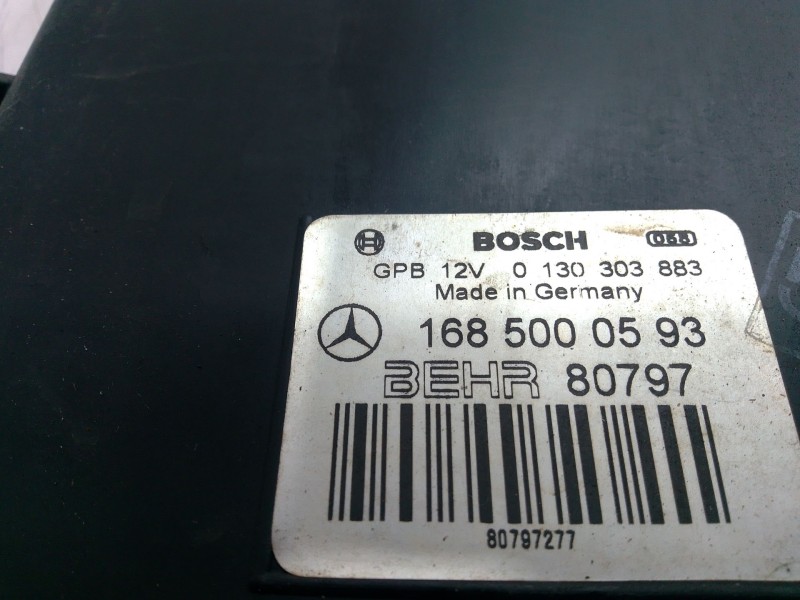 BOSCH
GPB 12V 0 130 303 883
Made in Germany
168 500 05 93
BEHR 80797
80797277